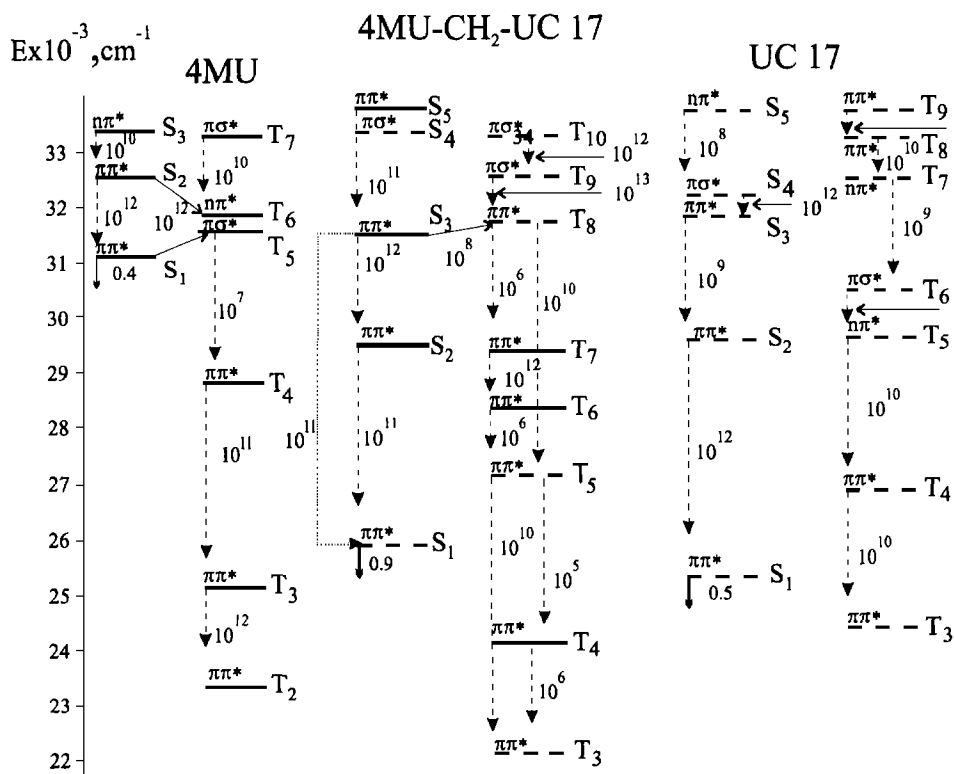 4MU-CH₂-UC 17
Ex10⁻³,cm⁻¹
4MU
UC 17
33
32
31
30
29
28
27
26
25
24
23
22
nπ* S₃
10¹⁰
ππ* S₂
10¹²
10¹²
ππ* S₁
0.4
πσ* T₇
10¹⁰
nπ* T₆
πσ* T₅
10⁷
ππ* T₄
10¹¹
ππ* T₃
10¹²
ππ* T₂
ππ* S₅
πσ* S₄
10¹¹
ππ* S₃
10¹²
10⁸
ππ* S₂
10¹¹
10¹¹
ππ* S₁
0.9
πσ* T₁₀
10¹²
πσ* T₉
10¹³
ππ* T₈
10⁶
10¹⁰
ππ* T₇
10¹²
ππ* T₆
10⁶
ππ* T₅
10¹⁰
10⁵
ππ* T₄
10⁶
ππ* T₃
nπ* S₅
10⁸
πσ* S₄
10¹²
ππ* S₃
10⁹
ππ* S₂
10¹²
ππ* S₁
0.5
ππ* T₉
ππ* T₈
10¹⁰
nπ* T₇
10⁹
πσ* T₆
nπ* T₅
10¹⁰
ππ* T₄
10¹⁰
ππ* T₃